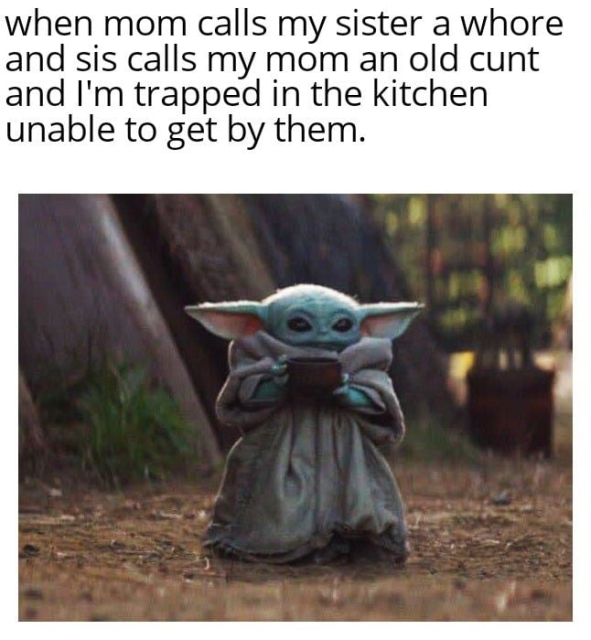 when mom calls my sister a whore
and sis calls my mom an old cunt
and I'm trapped in the kitchen
unable to get by them.